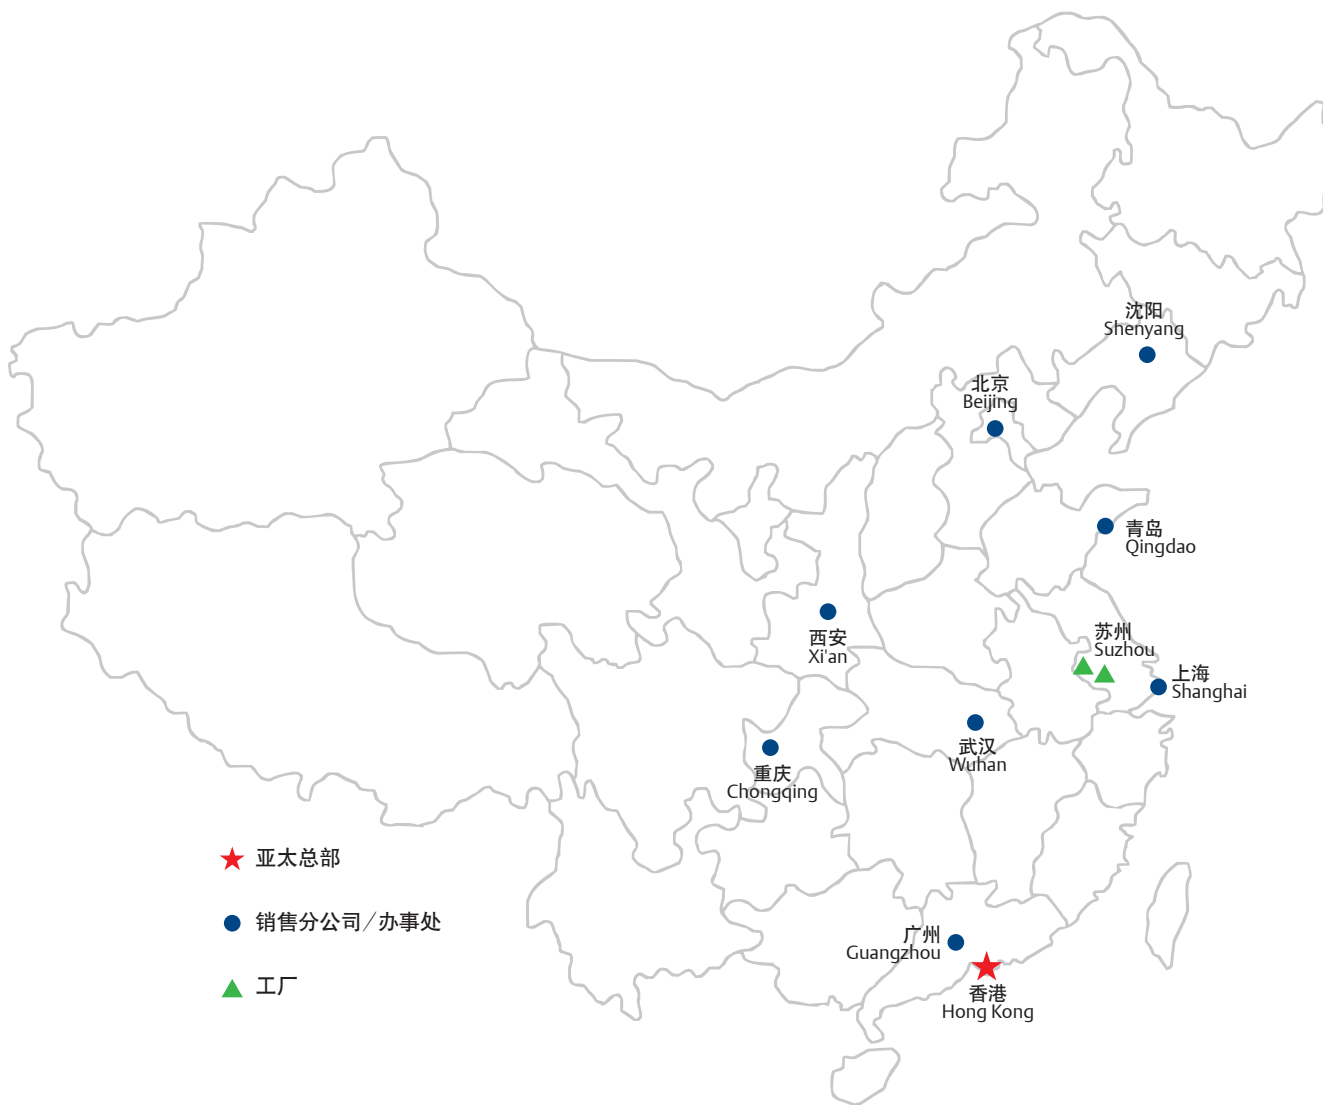 沈阳
Shenyang
北京
Beijing
青岛
Qingdao
西安
Xi'an
苏州
Suzhou
上海
Shanghai
武汉
Wuhan
重庆
Chongqing
亚太总部
销售分公司/办事处
工厂
广州
Guangzhou
香港
Hong Kong